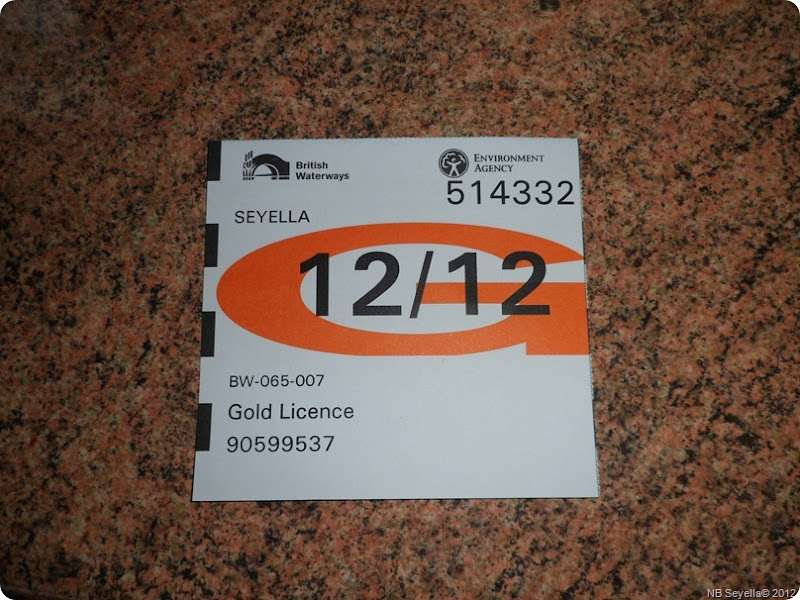 British
Waterways
ENVIRONMENT
AGENCY
514332
SEYELLA
12/12
BW-065-007
Gold Licence
90599537
NB Seyella© 2012